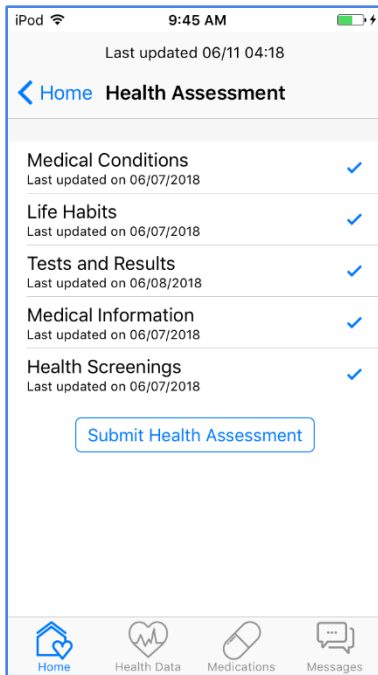 iPod 9:45 AM
Last updated 06/11 04:18
Home Health Assessment
Medical Conditions
Last updated on 06/07/2018
Life Habits
Last updated on 06/07/2018
Tests and Results
Last updated on 06/08/2018
Medical Information
Last updated on 06/07/2018
Health Screenings
Last updated on 06/07/2018
Submit Health Assessment
Home Health Data Medications Messages